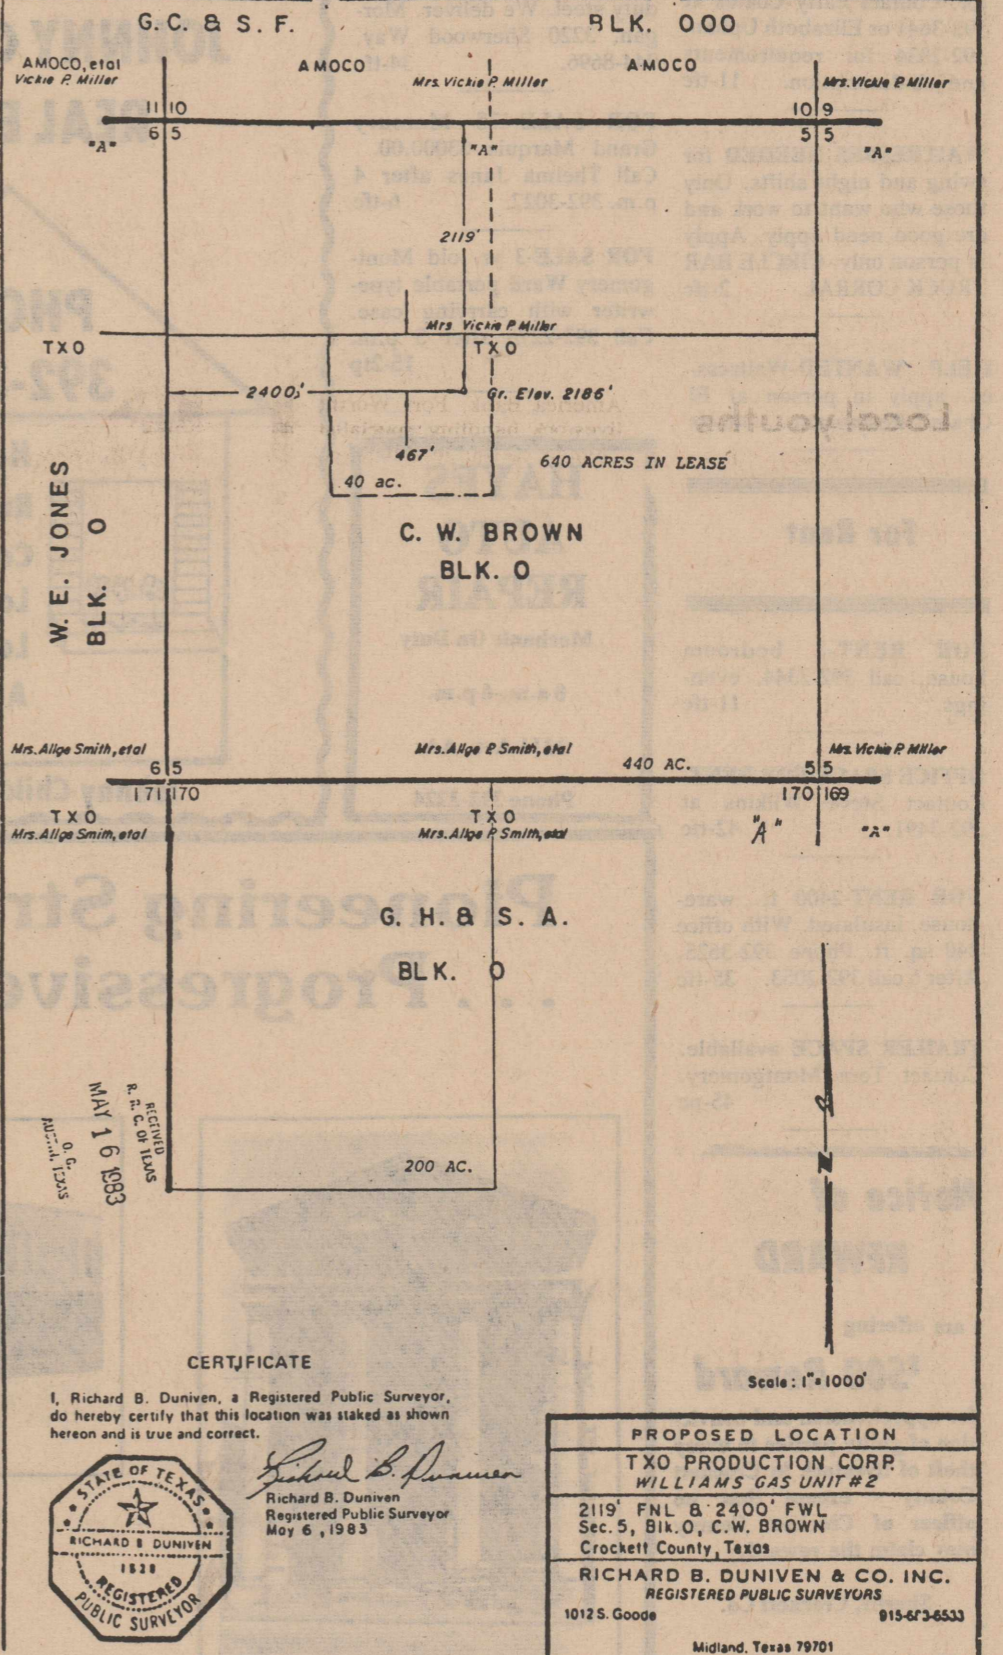 G.C. & S.F. BLK. OOO
AMOCO, etal AMOCO AMOCO
Vickie P. Miller Mrs. Vickie P. Miller Mrs. Vickie P. Miller
11 10 10 9
6 5 5 5
"A" "A" "A"
2119'
Mrs. Vickie P. Miller
TXO TXO
2400' Gr. Elev. 2186'
467'
640 ACRES IN LEASE
40 ac.
W. E. JONES
BLK. O
C. W. BROWN
BLK. O
Mrs. Allge Smith, etal Mrs. Allge P. Smith, etal Mrs. Vickie P. Miller
440 AC.
6 5 5 5
171 170 170 169
TXO TXO "A" "A"
Mrs. Allge Smith, etal Mrs. Allge P. Smith, etal
G. H. & S. A.
BLK. O
RECEIVED
R. R. C. OF TEXAS
MAY 16 1983
O. G.
TEXAS
200 AC.
N
Scale: 1"=1000'
CERTIFICATE
I, Richard B. Duniven, a Registered Public Surveyor,
do hereby certify that this location was staked as shown
hereon and is true and correct.
Richard B. Duniven
Richard B. Duniven
Registered Public Surveyor
May 6, 1983
STATE OF TEXAS
RICHARD B DUNIVEN
REGISTERED
PUBLIC SURVEYOR
PROPOSED LOCATION
TXO PRODUCTION CORP.
WILLIAMS GAS UNIT #2
2119' FNL & 2400' FWL
Sec. 5, Blk. O, C.W. BROWN
Crockett County, Texas
RICHARD B. DUNIVEN & CO. INC.
REGISTERED PUBLIC SURVEYORS
1012 S. Goode
Midland, Texas 79701